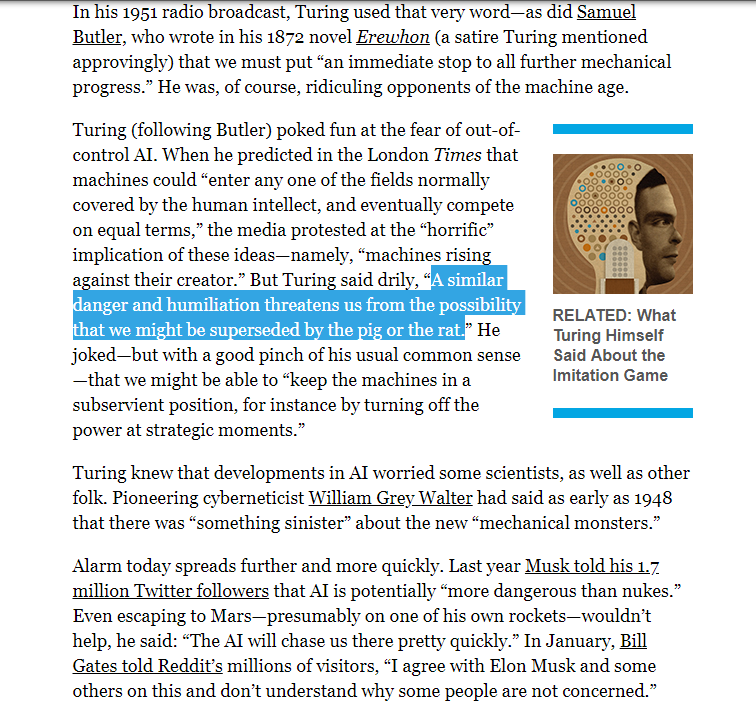 In his 1951 radio broadcast, Turing used that very word—as did Samuel
Butler, who wrote in his 1872 novel Erewhon (a satire Turing mentioned
approvingly) that we must put “an immediate stop to all further mechanical
progress.” He was, of course, ridiculing opponents of the machine age.
Turing (following Butler) poked fun at the fear of out-of-
control AI. When he predicted in the London Times that
machines could “enter any one of the fields normally
covered by the human intellect, and eventually compete
on equal terms,” the media protested at the “horrific”
implication of these ideas—namely, “machines rising
against their creator.” But Turing said drily, “A similar
danger and humiliation threatens us from the possibility
that we might be superseded by the pig or the rat.” He
joked—but with a good pinch of his usual common sense
—that we might be able to “keep the machines in a
subservient position, for instance by turning off the
power at strategic moments.”
RELATED: What
Turing Himself
Said About the
Imitation Game
Turing knew that developments in AI worried some scientists, as well as other
folk. Pioneering cyberneticist William Grey Walter had said as early as 1948
that there was “something sinister” about the new “mechanical monsters.”
Alarm today spreads further and more quickly. Last year Musk told his 1.7
million Twitter followers that AI is potentially “more dangerous than nukes.”
Even escaping to Mars—presumably on one of his own rockets—wouldn’t
help, he said: “The AI will chase us there pretty quickly.” In January, Bill
Gates told Reddit’s millions of visitors, “I agree with Elon Musk and some
others on this and don’t understand why some people are not concerned.”